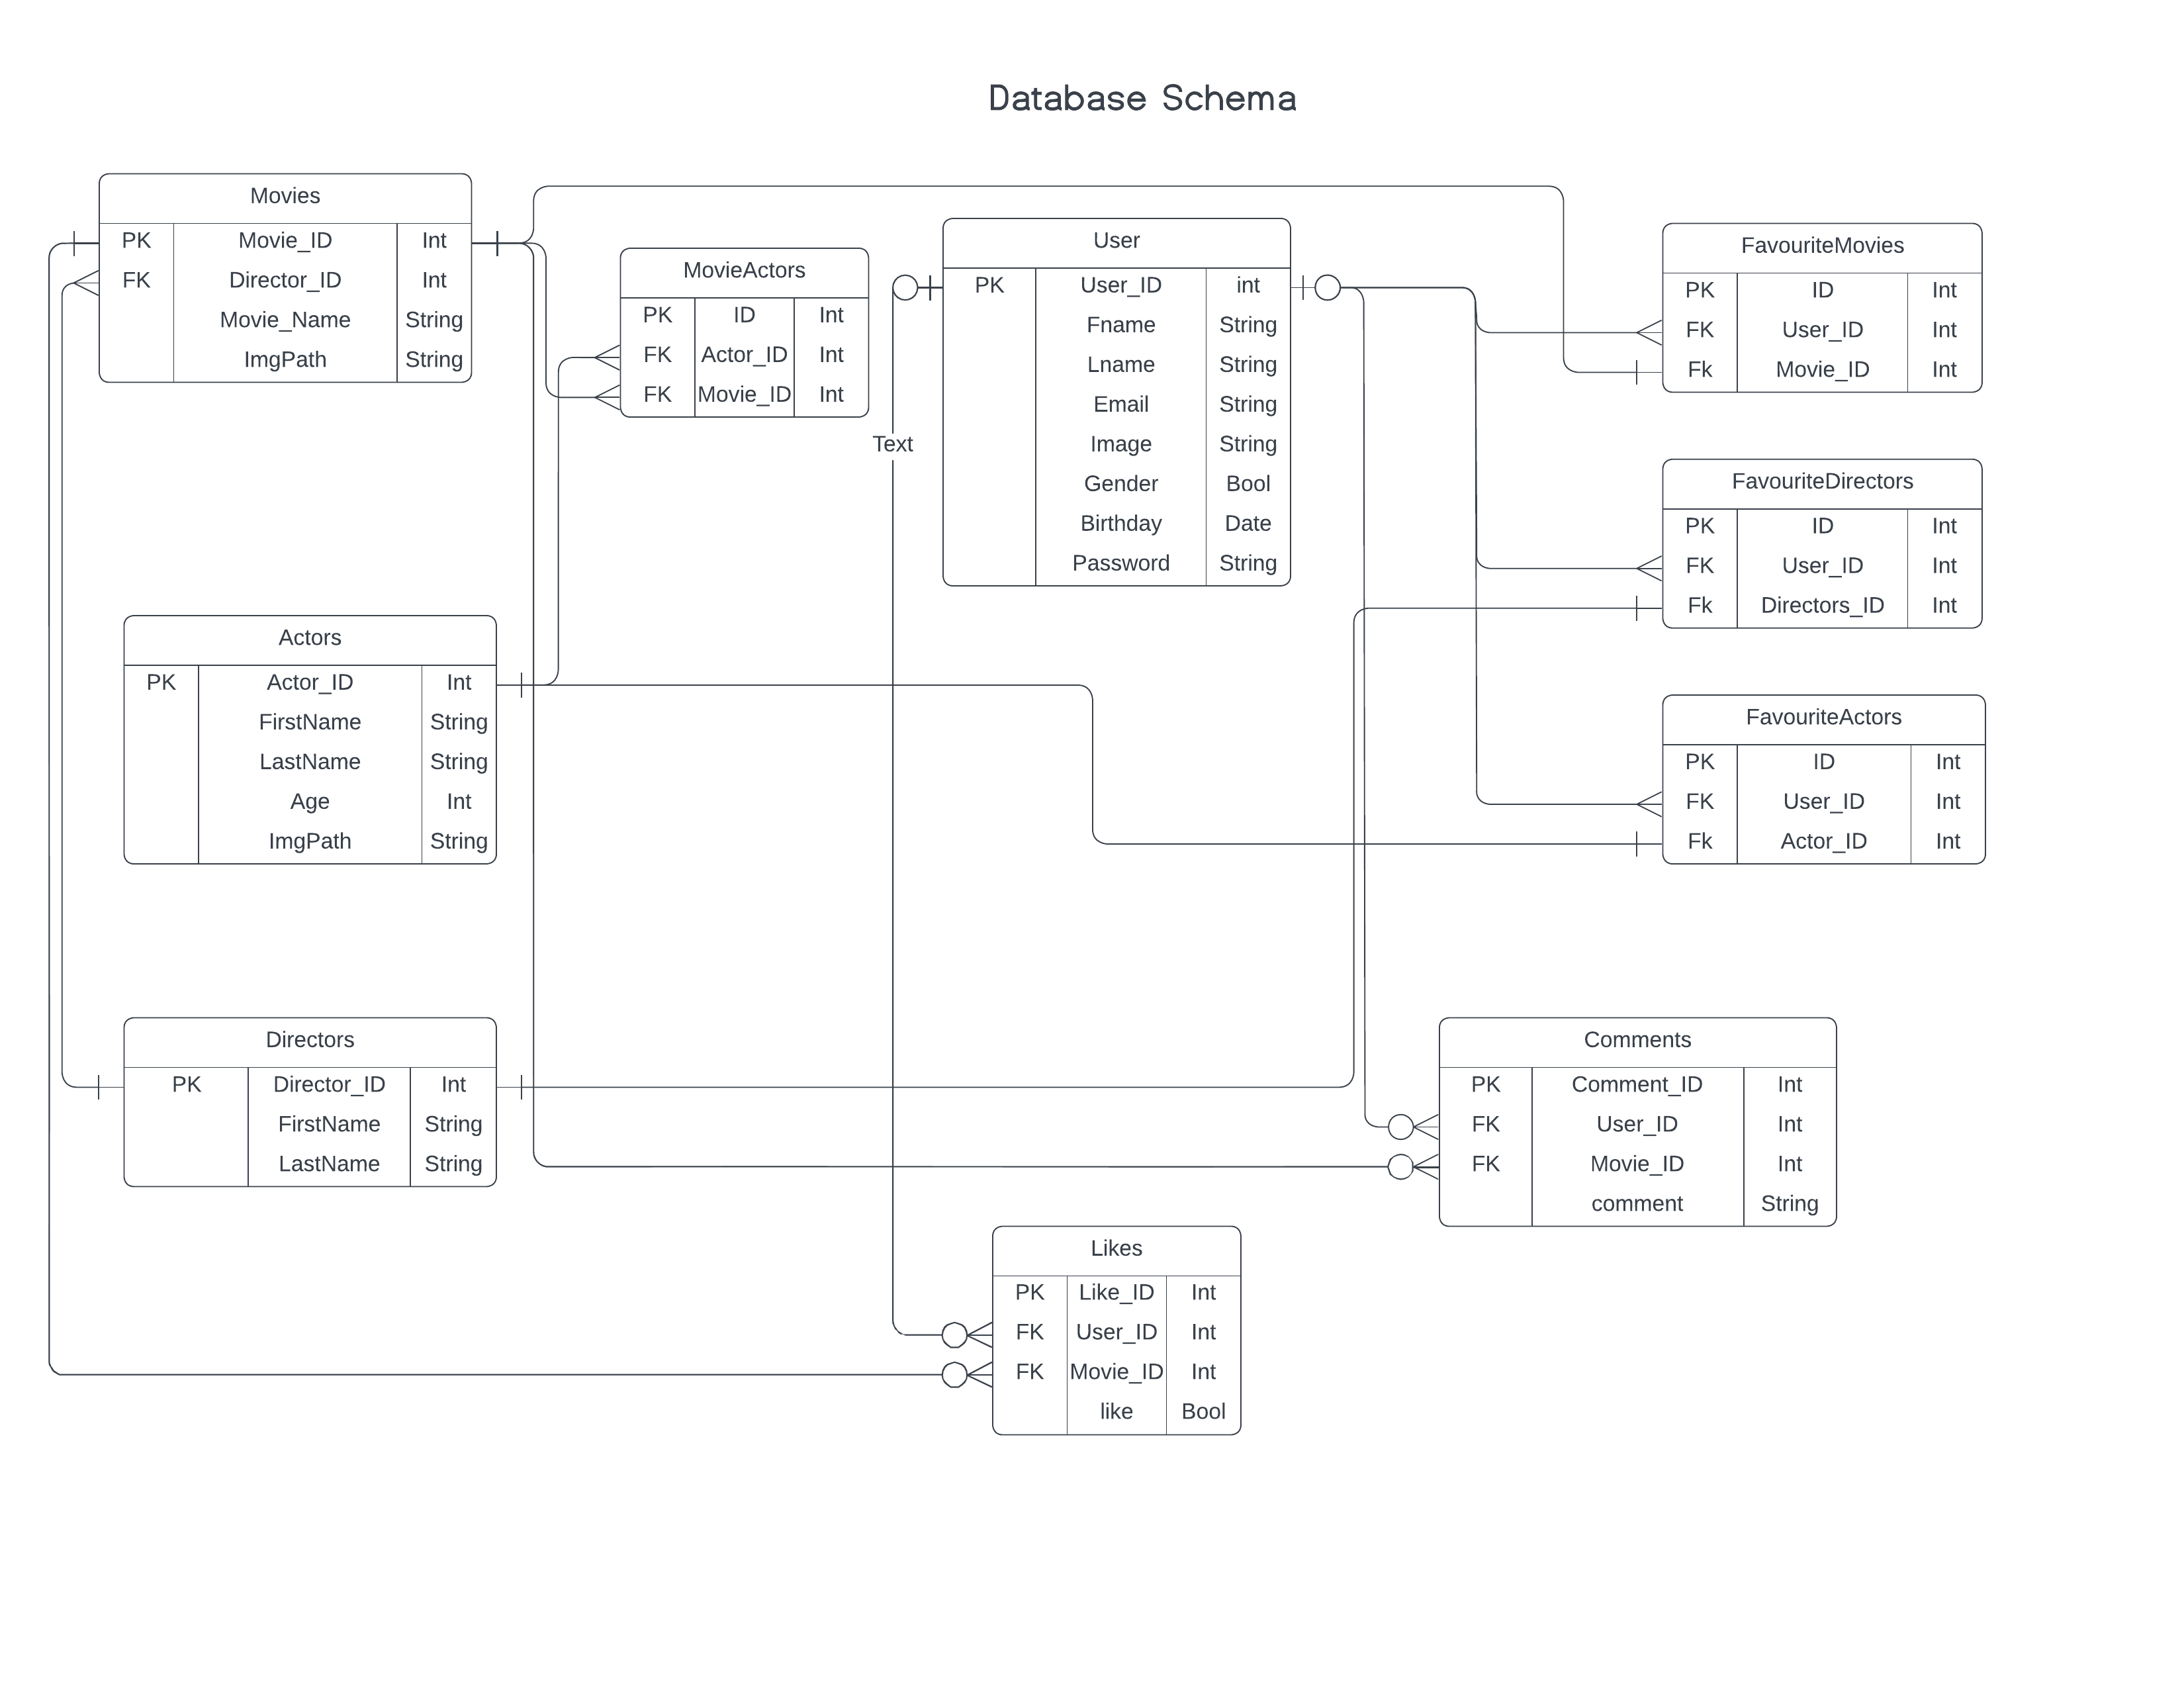 Database Schema
Movies
PK Movie_ID Int
FK Director_ID Int
Movie_Name String
ImgPath String
MovieActors
PK ID Int
FK Actor_ID Int
FK Movie_ID Int
User
PK User_ID int
Fname String
Lname String
Email String
Image String
Gender Bool
Birthday Date
Password String
Text
FavouriteMovies
PK ID Int
FK User_ID Int
Fk Movie_ID Int
FavouriteDirectors
PK ID Int
FK User_ID Int
Fk Directors_ID Int
Actors
PK Actor_ID Int
FirstName String
LastName String
Age Int
ImgPath String
FavouriteActors
PK ID Int
FK User_ID Int
Fk Actor_ID Int
Directors
PK Director_ID Int
FirstName String
LastName String
Comments
PK Comment_ID Int
FK User_ID Int
FK Movie_ID Int
comment String
Likes
PK Like_ID Int
FK User_ID Int
FK Movie_ID Int
like Bool